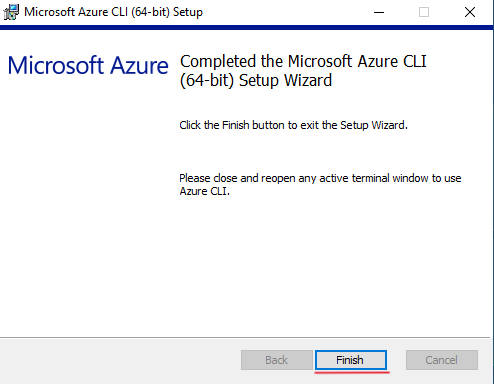 Microsoft Azure CLI (64-bit) Setup
Microsoft Azure
Completed the Microsoft Azure CLI
(64-bit) Setup Wizard
Click the Finish button to exit the Setup Wizard.
Please close and reopen any active terminal window to use
Azure CLI.
Back
Finish
Cancel